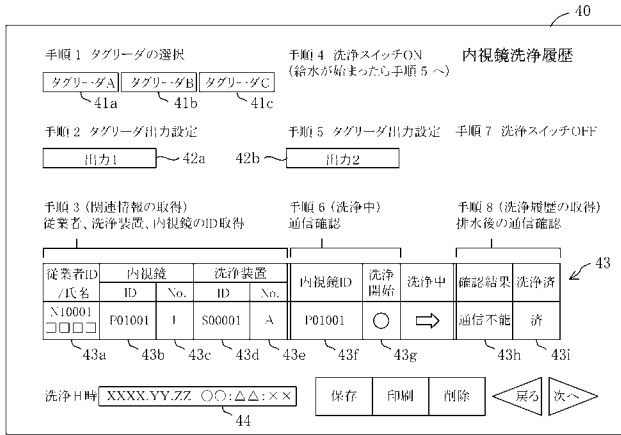 40
手順１ タグリーダの選択
手順４ 洗浄スイッチON
(給水が始まったら手順５へ)
内視鏡洗浄履歴
タグリーダA タグリーダB タグリーダC
41a 41b 41c
手順２ タグリーダ出力設定
手順５ タグリーダ出力設定
手順７ 洗浄スイッチOFF
出力1 42a 42b 出力2
手順３ (関連情報の取得)
従業者、洗浄装置、内視鏡のID取得
手順６ (洗浄中)
通信確認
手順８ (洗浄履歴の取得)
排水後の通信確認
43
従業者ID 内視鏡 洗浄装置 内視鏡ID 洗浄 洗浄中 確認結果 洗浄済
/氏名 ID No. ID No. 開始
N10001 P01001 1 S00001 A P01001 ○ ⇨ 通信不能 済
□□□□
43a 43b 43c 43d 43e 43f 43g 43h 43i
洗浄日時 XXXX.YY.ZZ ○○:△△:×× 保存 印刷 削除 戻る 次へ
44